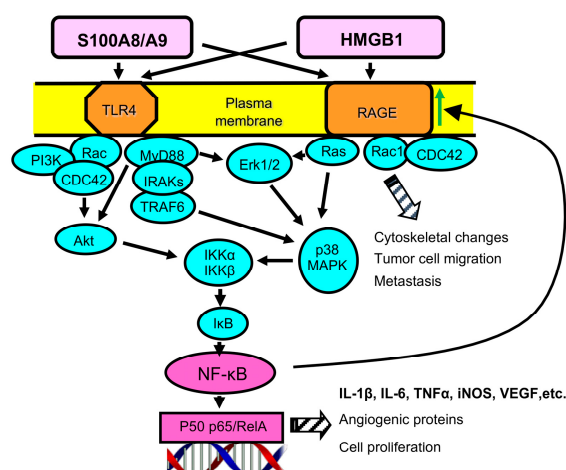 S100A8/A9
HMGB1
TLR4
Plasma
membrane
RAGE
PI3K
Rac
CDC42
MyD88
IRAKs
TRAF6
Erk1/2
Ras
Rac1
CDC42
Akt
IKKα
IKKβ
p38
MAPK
Cytoskeletal changes
Tumor cell migration
Metastasis
IκB
NF-κB
IL-1β, IL-6, TNFα, iNOS, VEGF,etc.
P50 p65/RelA
Angiogenic proteins
Cell proliferation